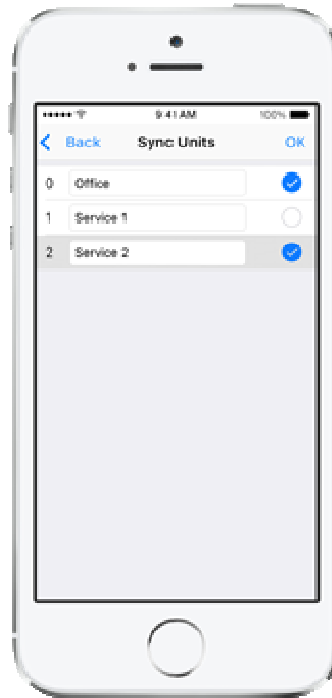 9:41 AM 100%
Back Sync Units OK
0 Office
1 Service 1
2 Service 2